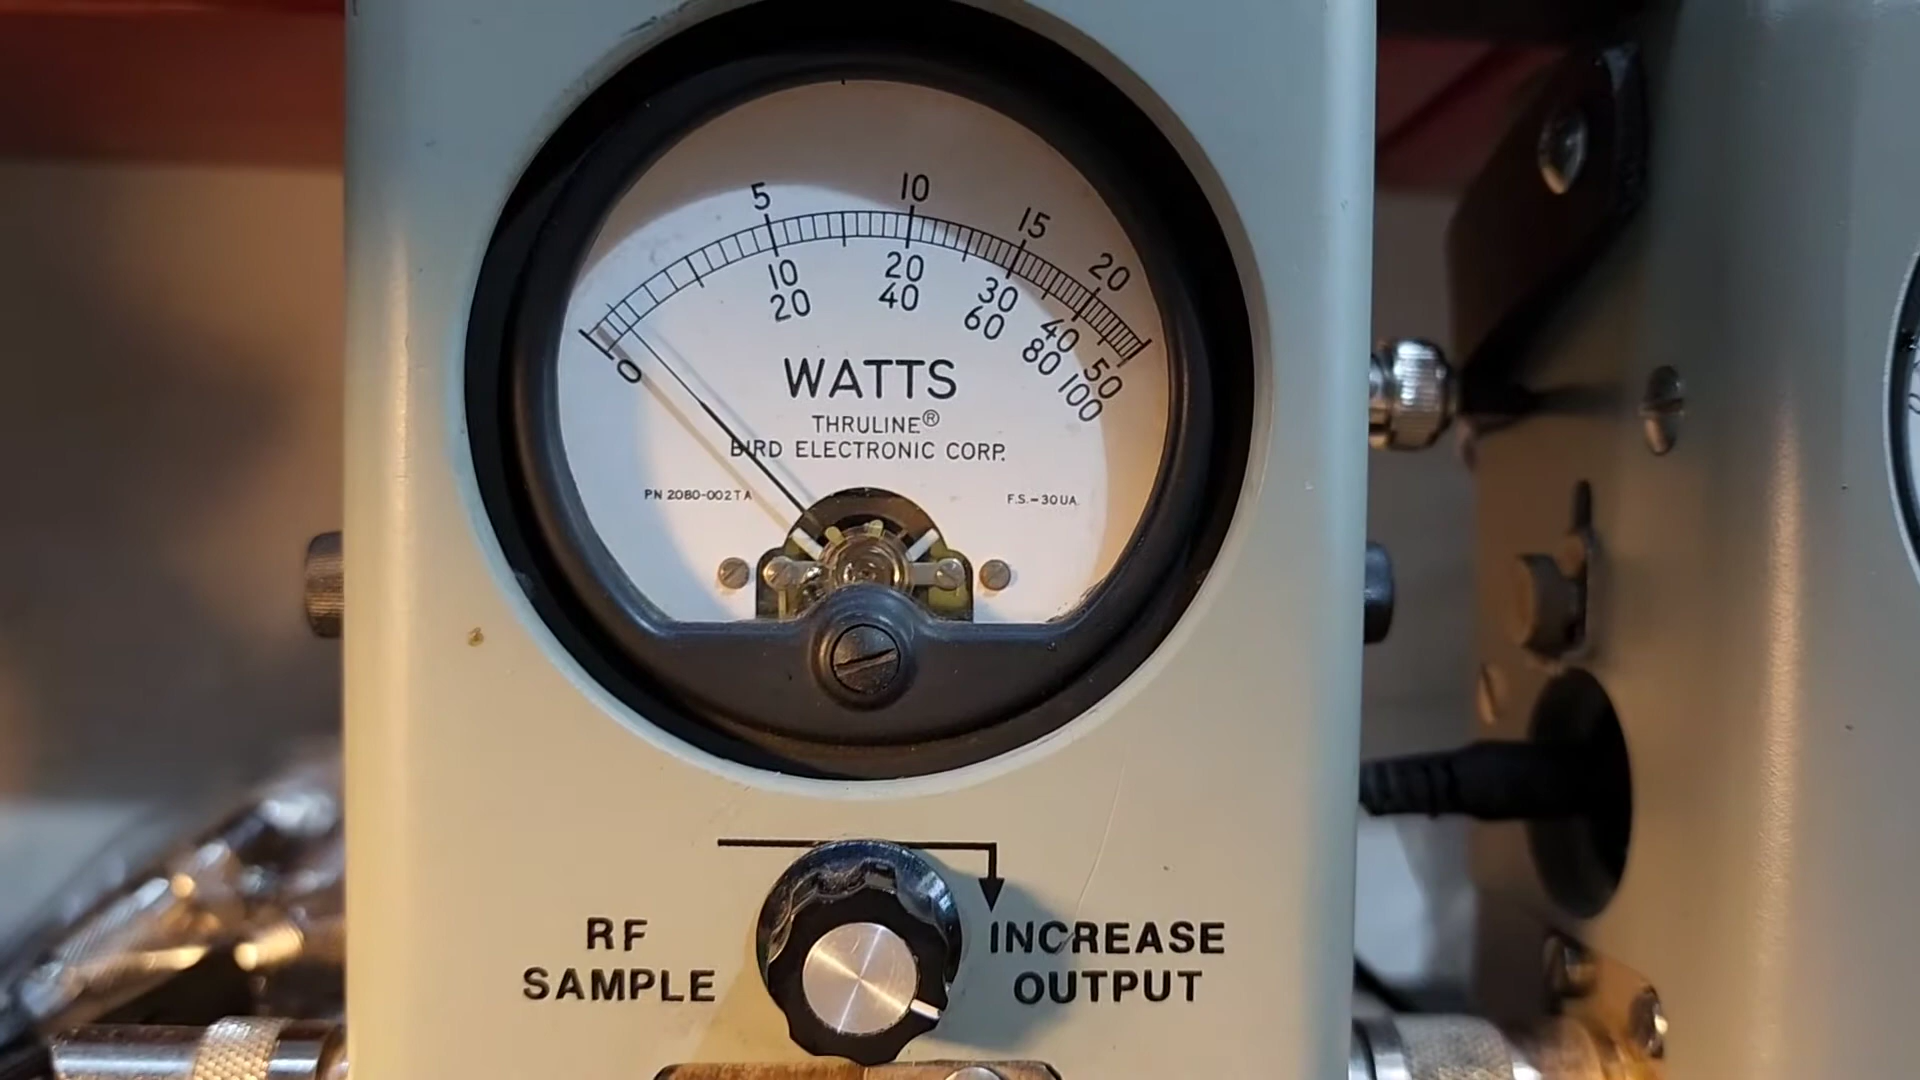 5 10 15 20
10 20 30 40 50
0 20 40 60 80 100
WATTS
THRULINE®
BIRD ELECTRONIC CORP.
PN 2080-002TA F.S.-30UA.
RF
SAMPLE
INCREASE
OUTPUT